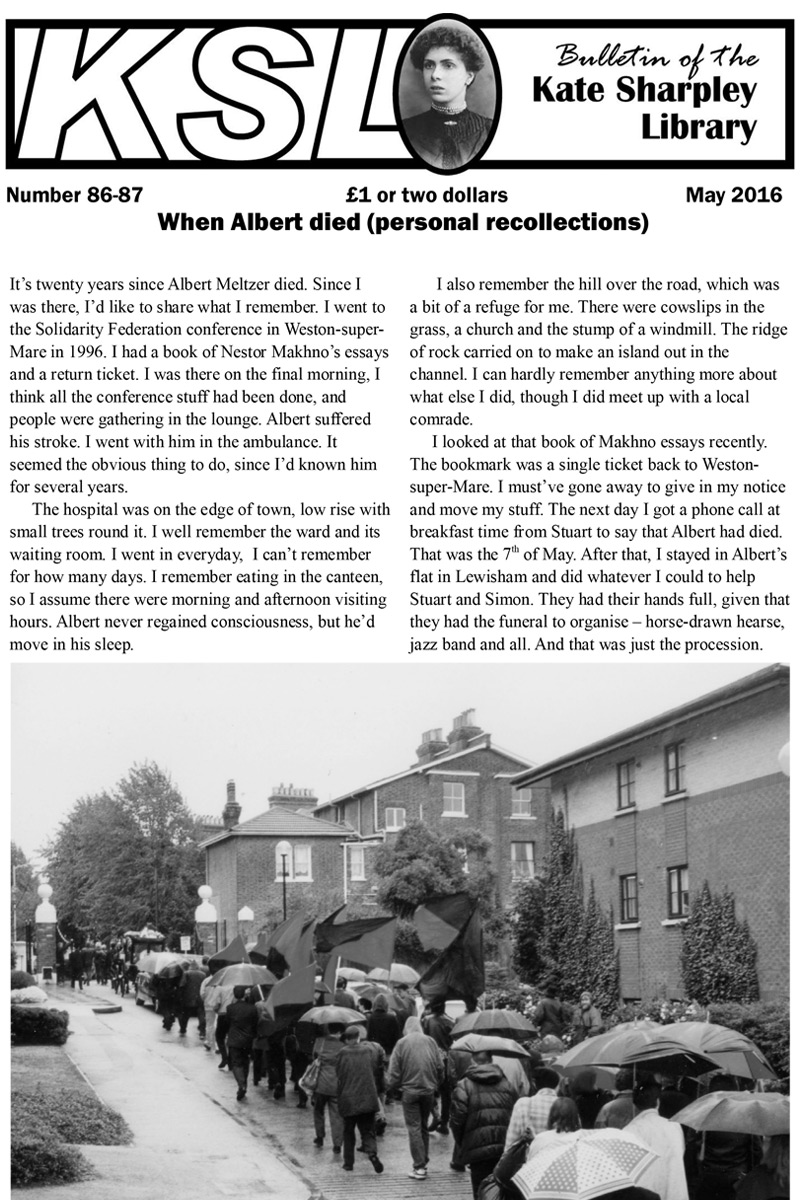 KSL
Bulletin of the
Kate Sharpley
Library
Number 86-87 £1 or two dollars May 2016
When Albert died (personal recollections)
It's twenty years since Albert Meltzer died. Since I
was there, I'd like to share what I remember. I went to
the Solidarity Federation conference in Weston-super-
Mare in 1996. I had a book of Nestor Makhno's essays
and a return ticket. I was there on the final morning, I
think all the conference stuff had been done, and
people were gathering in the lounge. Albert suffered
his stroke. I went with him in the ambulance. It
seemed the obvious thing to do, since I'd known him
for several years.
The hospital was on the edge of town, low rise with
small trees round it. I well remember the ward and its
waiting room. I went in everyday, I can't remember
for how many days. I remember eating in the canteen,
so I assume there were morning and afternoon visiting
hours. Albert never regained consciousness, but he'd
move in his sleep.
I also remember the hill over the road, which was
a bit of a refuge for me. There were cowslips in the
grass, a church and the stump of a windmill. The ridge
of rock carried on to make an island out in the
channel. I can hardly remember anything more about
what else I did, though I did meet up with a local
comrade.
I looked at that book of Makhno essays recently.
The bookmark was a single ticket back to Weston-
super-Mare. I must've gone away to give in my notice
and move my stuff. The next day I got a phone call at
breakfast time from Stuart to say that Albert had died.
That was the 7th of May. After that, I stayed in Albert's
flat in Lewisham and did whatever I could to help
Stuart and Simon. They had their hands full, given that
they had the funeral to organise – horse-drawn hearse,
jazz band and all. And that was just the procession.